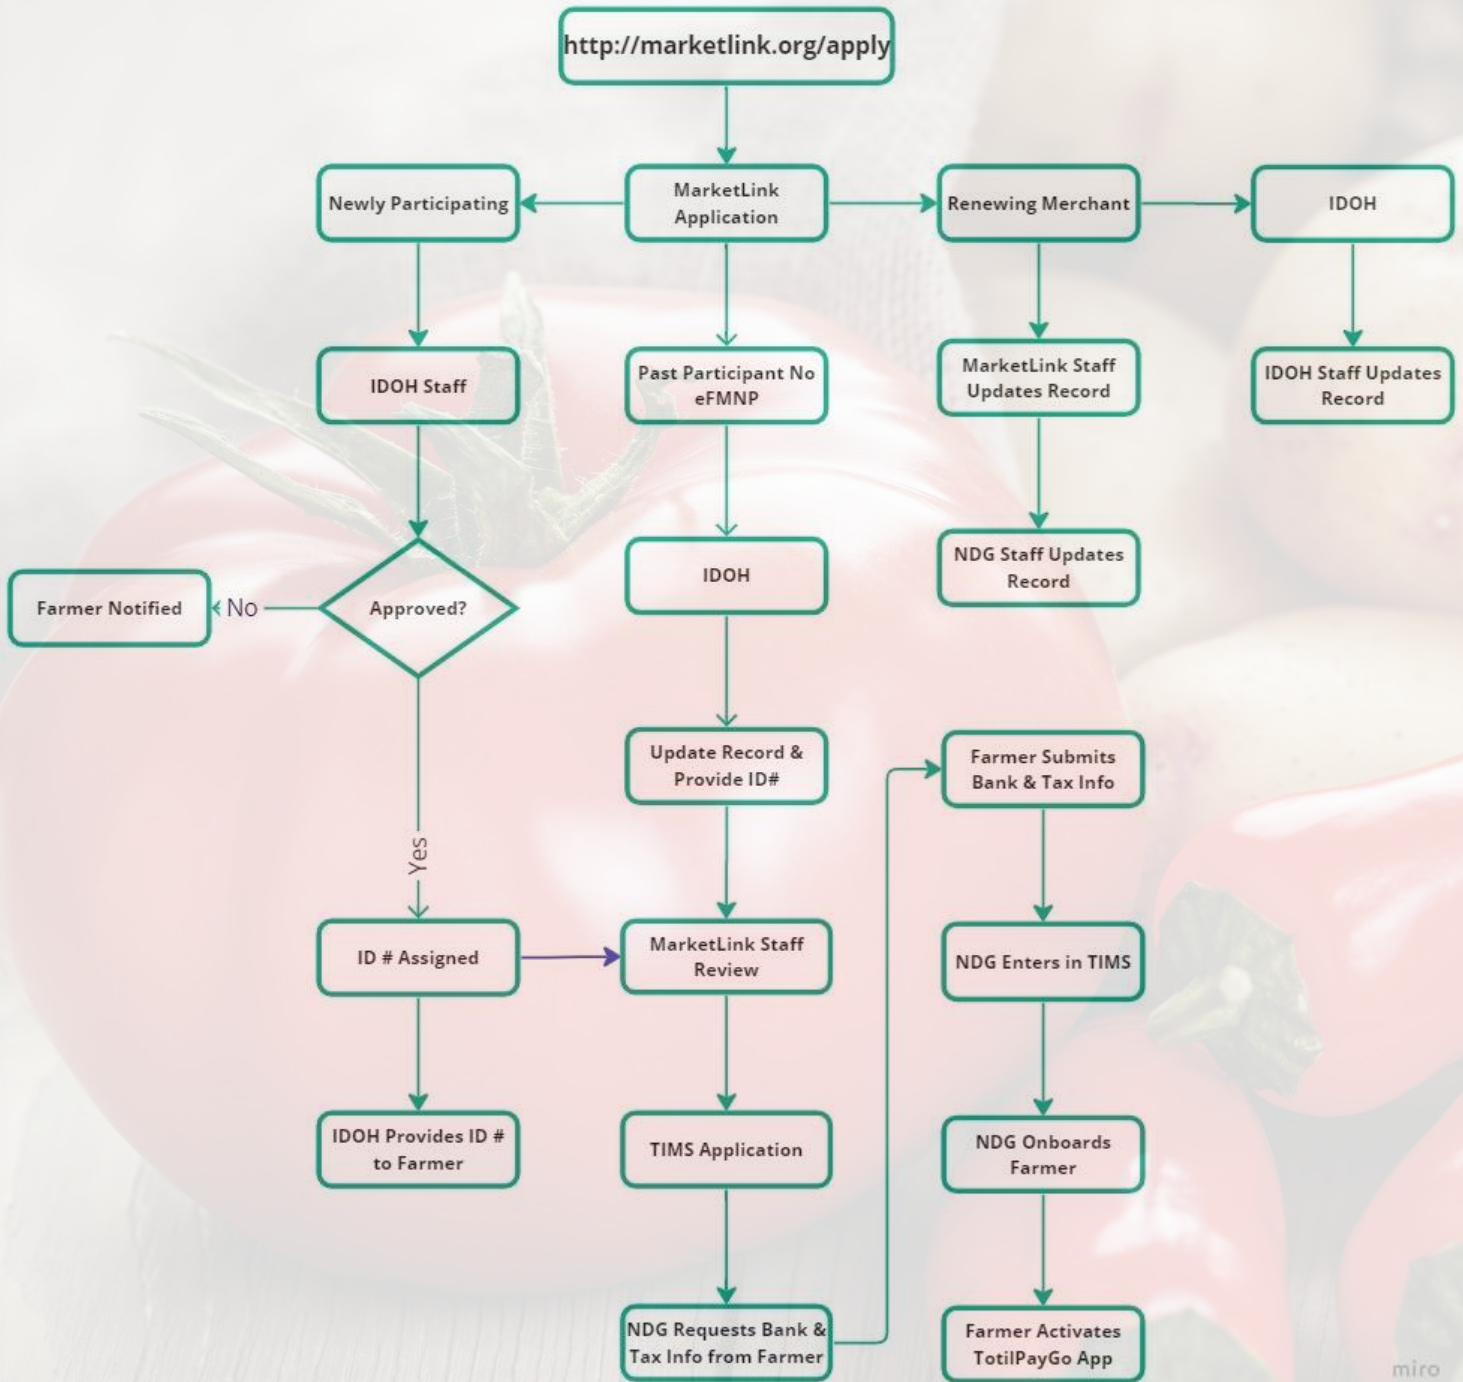 http://marketlink.org/apply
Newly Participating
MarketLink
Application
Renewing Merchant
IDOH
IDOH Staff
Past Participant No
eFMNP
MarketLink Staff
Updates Record
IDOH Staff Updates
Record
Farmer Notified
No
Approved?
IDOH
NDG Staff Updates
Record
Update Record &
Provide ID#
Farmer Submits
Bank & Tax Info
Yes
ID # Assigned
MarketLink Staff
Review
NDG Enters in TIMS
IDOH Provides ID #
to Farmer
TIMS Application
NDG Onboards
Farmer
NDG Requests Bank &
Tax Info from Farmer
Farmer Activates
TotilPayGo App
miro